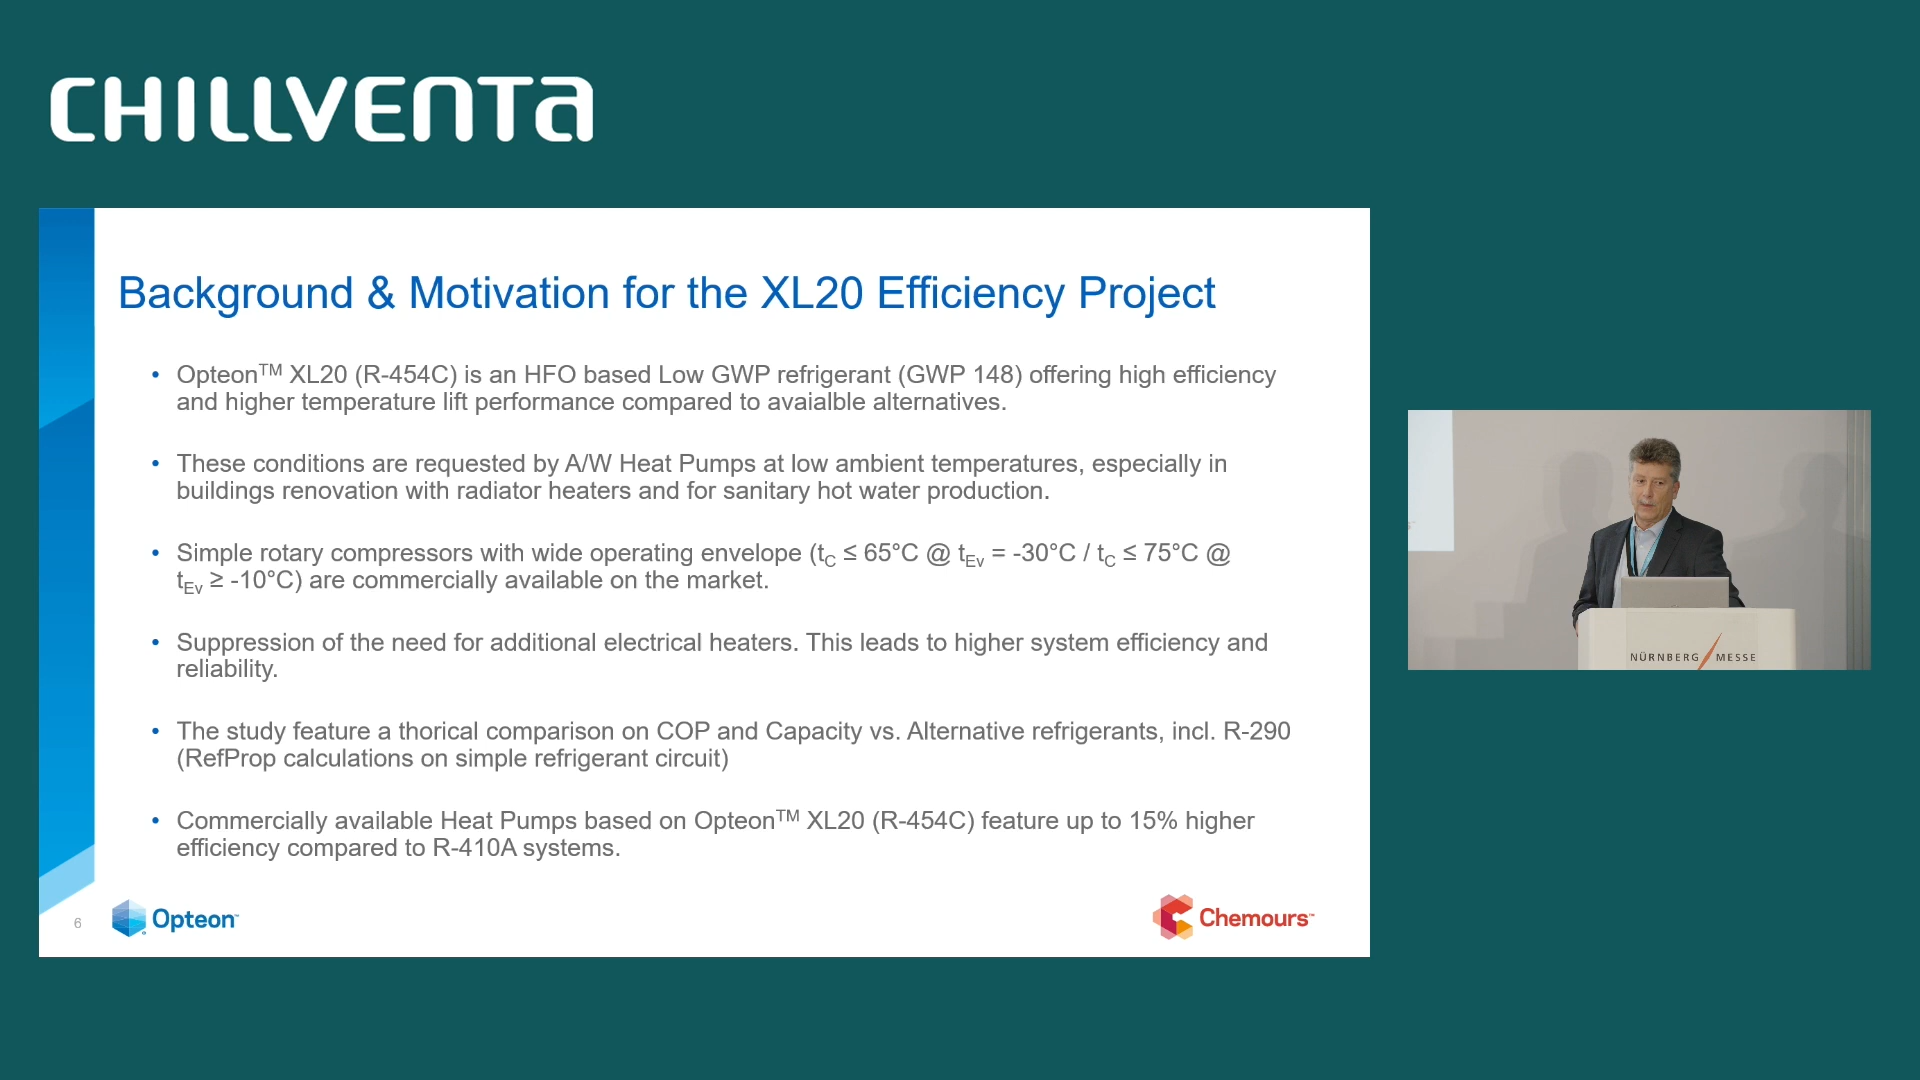 CHILLVENTA
Background & Motivation for the XL20 Efficiency Project
• Opteon™ XL20 (R-454C) is an HFO based Low GWP refrigerant (GWP 148) offering high efficiency
and higher temperature lift performance compared to avaialble alternatives.
• These conditions are requested by A/W Heat Pumps at low ambient temperatures, especially in
buildings renovation with radiator heaters and for sanitary hot water production.
• Simple rotary compressors with wide operating envelope (tC ≤ 65°C @ tEv = -30°C / tC ≤ 75°C @
tEv ≥ -10°C) are commercially available on the market.
• Suppression of the need for additional electrical heaters. This leads to higher system efficiency and
reliability.
• The study feature a thorical comparison on COP and Capacity vs. Alternative refrigerants, incl. R-290
(RefProp calculations on simple refrigerant circuit)
• Commercially available Heat Pumps based on Opteon™ XL20 (R-454C) feature up to 15% higher
efficiency compared to R-410A systems.
6
Opteon™
Chemours™
NÜRNBERG MESSE